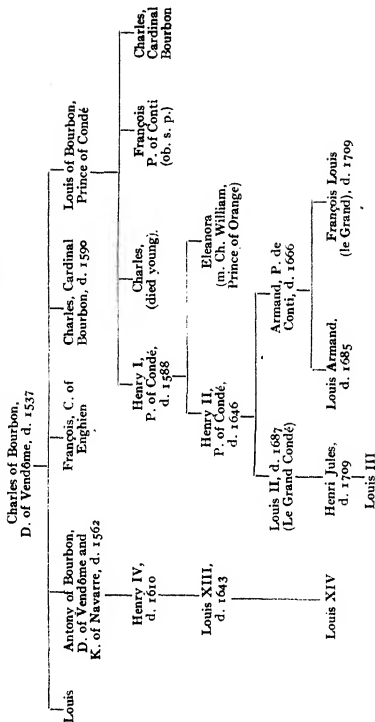 Charles of Bourbon,
D. of Vendôme, d. 1537
Louis
Antony of Bourbon,
D. of Vendôme and
K. of Navarre, d. 1562
François, C. of
Enghien
Charles, Cardinal
Bourbon, d. 1590
Louis of Bourbon,
Prince of Condé
Henry IV,
d. 1610
Henry I,
P. of Condé,
d. 1588
Charles,
(died young).
François
P. of Conti
(ob. s. p.)
Charles,
Cardinal
Bourbon
Louis XIII,
d. 1643
Henry II,
P. of Condé,
d. 1646
Eleanora
(m. Ch. William,
Prince of Orange)
Louis XIV
Louis II, d. 1687
(Le Grand Condé)
Armand, P. de
Conti, d. 1666
Henri Jules,
d. 1709
Louis Armand,
d. 1685
François Louis
(le Grand), d. 1709
Louis III